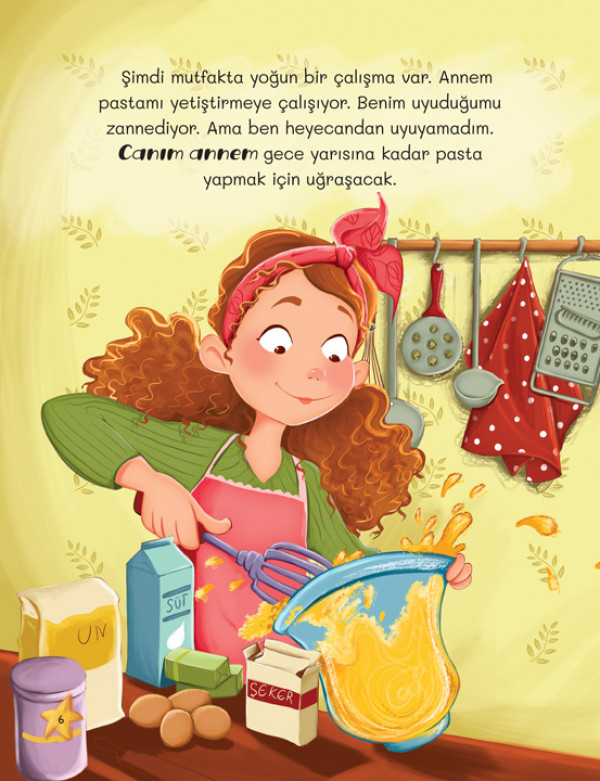 Şimdi mutfakta yoğun bir çalışma var. Annem
pastamı yetiştirmeye çalışıyor. Benim uyuduğumu
zannediyor. Ama ben heyecandan uyuyamadım.
Canım annem gece yarısına kadar pasta
yapmak için uğraşacak.
SÜT
UN
ŞEKER
6